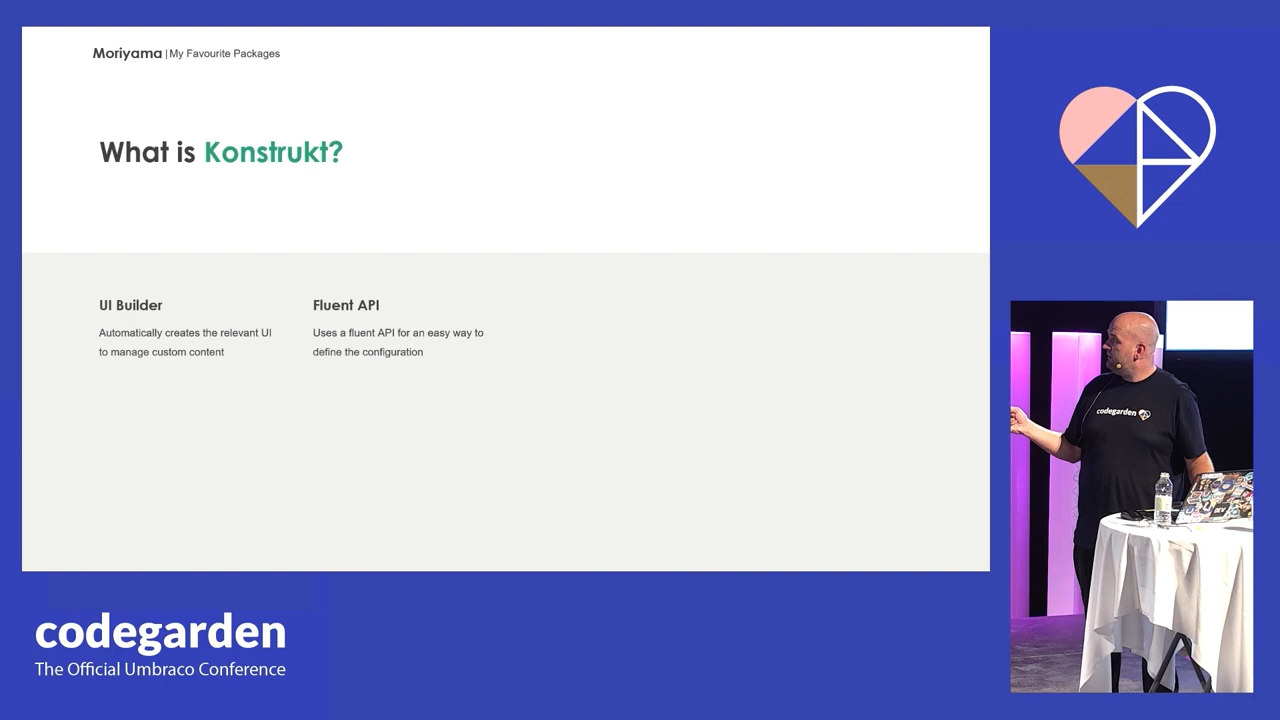 Moriyama | My Favourite Packages
What is Konstrukt?
UI Builder
Automatically creates the relevant UI
to manage custom content
Fluent API
Uses a fluent API for an easy way to
define the configuration
codegarden
codegarden
The Official Umbraco Conference